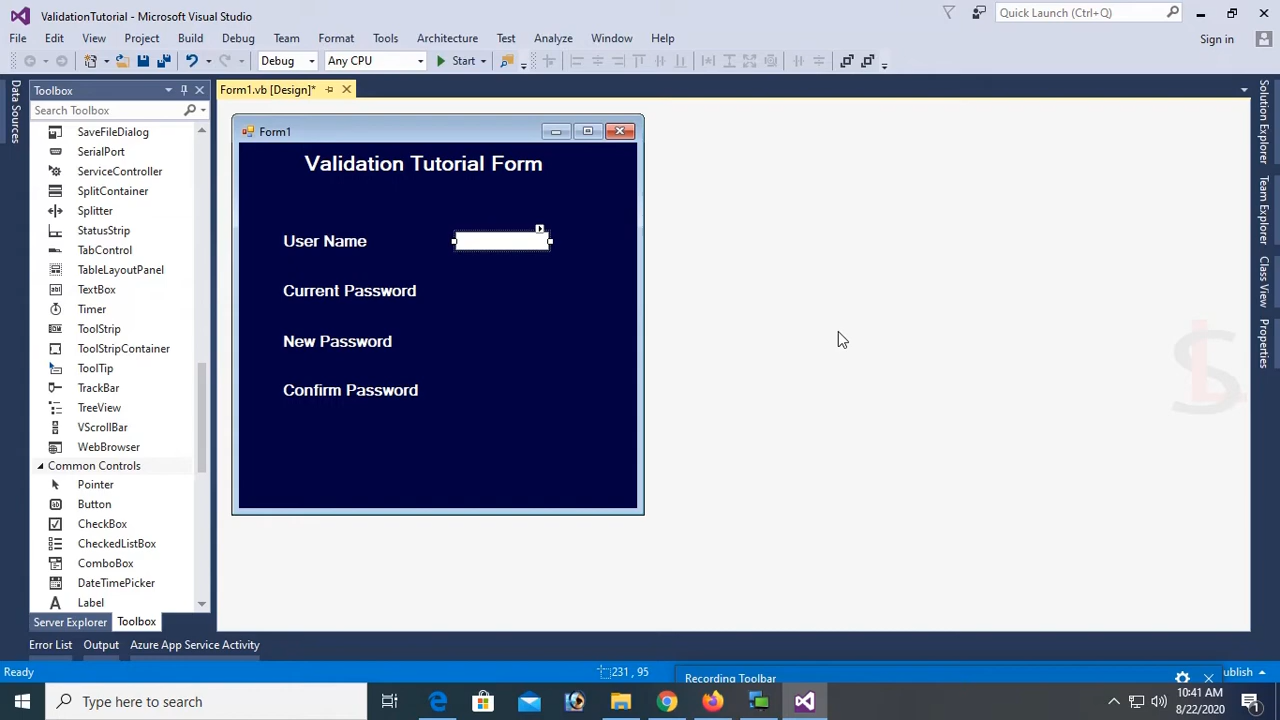 ValidationTutorial - Microsoft Visual Studio
Quick Launch (Ctrl+Q)
File Edit View Project Build Debug Team Format Tools Architecture Test Analyze Window Help
Sign in
Debug Any CPU Start
Data Sources
Toolbox
Search Toolbox
SaveFileDialog
SerialPort
ServiceController
SplitContainer
Splitter
StatusStrip
TabControl
TableLayoutPanel
TextBox
Timer
ToolStrip
ToolStripContainer
ToolTip
TrackBar
TreeView
VScrollBar
WebBrowser
Common Controls
Pointer
Button
CheckBox
CheckedListBox
ComboBox
DateTimePicker
Label
Server Explorer Toolbox
Form1.vb [Design]*
Form1
Validation Tutorial Form
User Name
Current Password
New Password
Confirm Password
Solution Explorer
Team Explorer
Class View
Properties
Error List Output Azure App Service Activity
Ready
231 , 95
Recording Toolbar
ublish
Type here to search
10:41 AM
8/22/2020
1